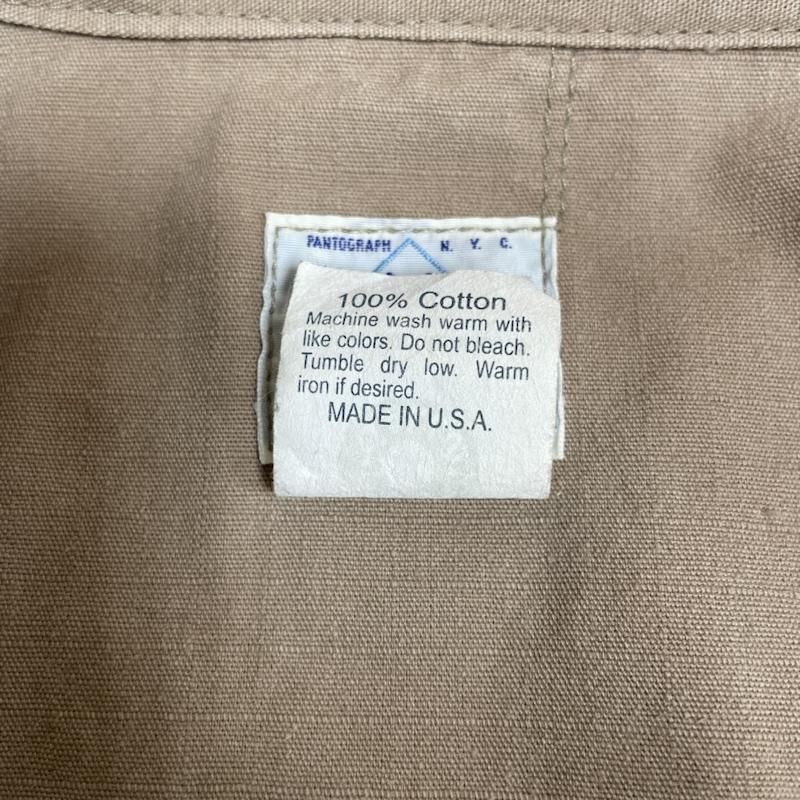 PANTOGRAPH N. Y. C.
100% Cotton
Machine wash warm with
like colors. Do not bleach.
Tumble dry low. Warm
iron if desired.
MADE IN U.S.A.